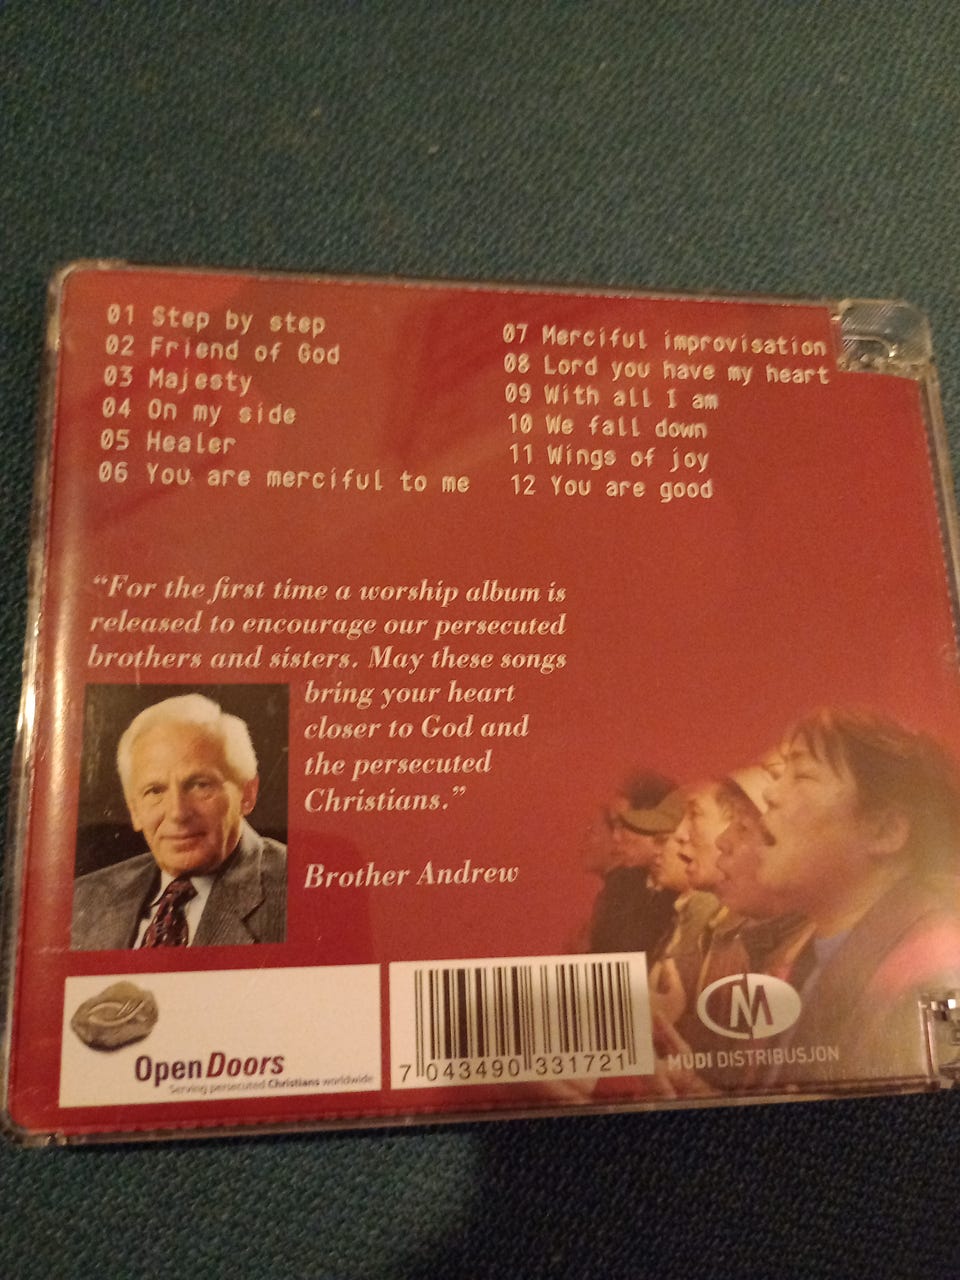 01 Step by step
02 Friend of God
03 Majesty
04 On my side
05 Healer
06 You are merciful to me
07 Merciful improvisation
08 Lord you have my heart
09 With all I am
10 We fall down
11 Wings of joy
12 You are good
“For the first time a worship album is
released to encourage our persecuted
brothers and sisters. May these songs
bring your heart
closer to God and
the persecuted
Christians.”
Brother Andrew
Open Doors
Serving persecuted Christians worldwide
7 043490 331721
M
MUDI DISTRIBUSJON